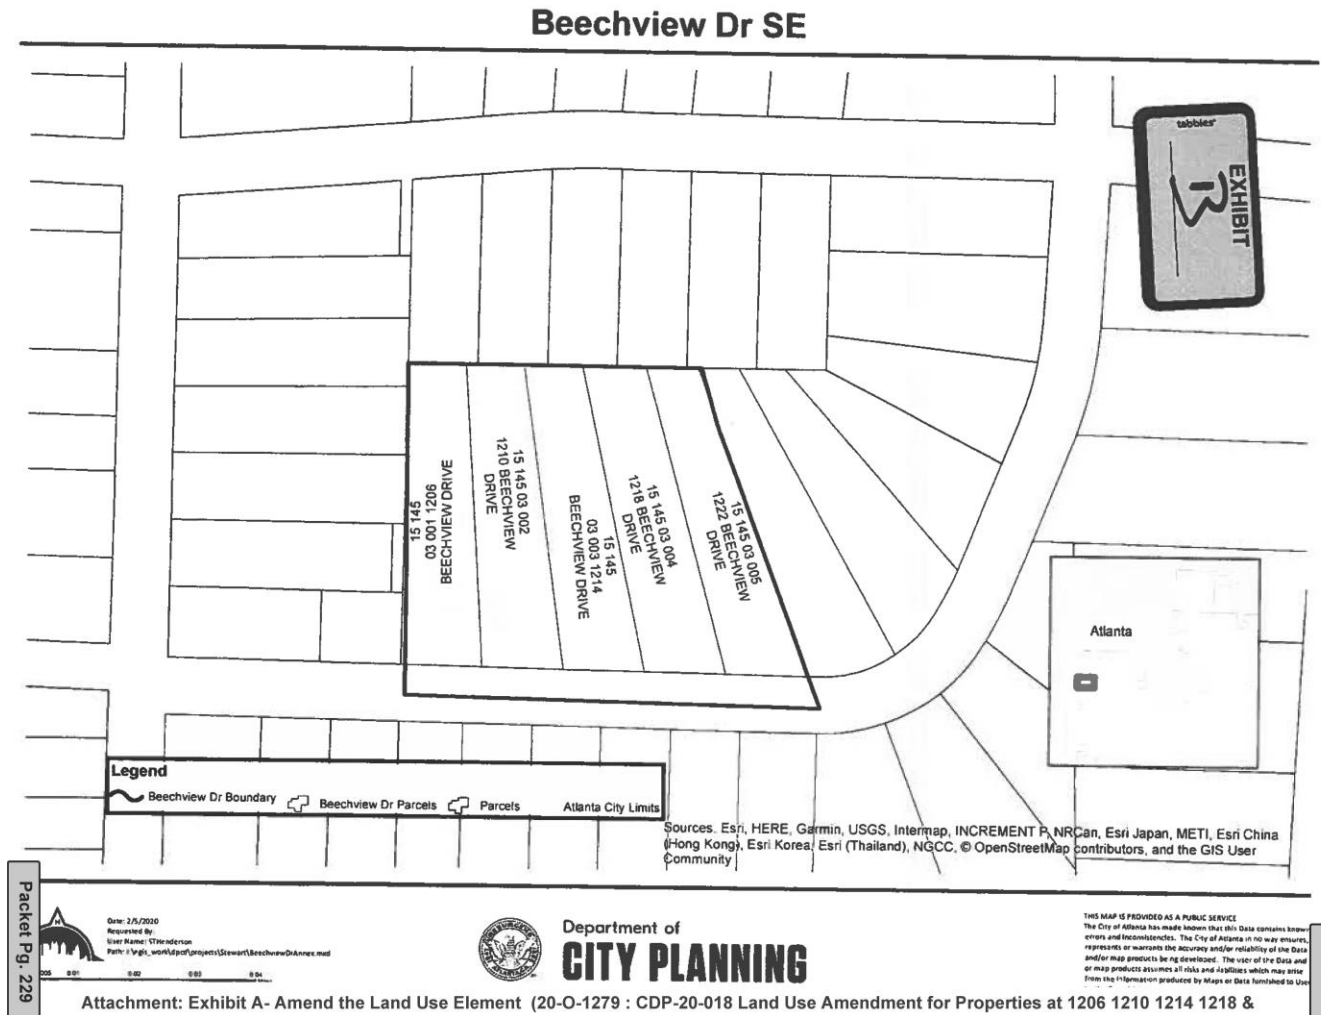 Beechview Dr SE
tabbles®
EXHIBIT
B
15 145
03 001 1206
BEECHVIEW DRIVE
15 145 03 002
1210 BEECHVIEW
DRIVE
15 145
03 003 1214
BEECHVIEW DRIVE
15 145 03 004
1218 BEECHVIEW
DRIVE
15 145 03 005
1222 BEECHVIEW
DRIVE
Atlanta
Legend
Beechview Dr Boundary
Beechview Dr Parcels
Parcels
Atlanta City Limits
Sources. Esri, HERE, Garmin, USGS, Intermap, INCREMENT P, NRCan, Esri Japan, METI, Esri China
(Hong Kong), Esri Korea, Esri (Thailand), NGCC, © OpenStreetMap contributors, and the GIS User
Community
Packet Pg. 229
N
Date: 2/5/2020
Requested By:
User Name: STHenderson
005 0.01 0.02 0.03 0.04
Department of
CITY PLANNING
THIS MAP IS PROVIDED AS A PUBLIC SERVICE
The City of Atlanta has made known that this Data contains known
errors and inconsistencies. The City of Atlanta in no way ensures,
represents or warrants the accuracy and/or reliability of the Data
and/or map products being developed. The user of the Data and
or map products assumes all risks and liabilities which may arise
from the information produced by Maps or Data furnished to User
Attachment: Exhibit A- Amend the Land Use Element (20-O-1279 : CDP-20-018 Land Use Amendment for Properties at 1206 1210 1214 1218 &